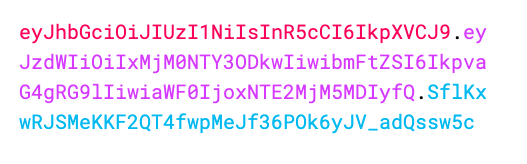 eyJhbGciOiJIUzI1NiIsInR5cCI6IkpXVCJ9.ey
JzdWIiOiIxMjM0NTY3ODkwIiwibmFtZSI6Ikpva
G4gRG9lIiwiaWF0IjoxNTE2MjM5MDIyfQ.SflKx
wRJSMeKKF2QT4fwpMeJf36POk6yJV_adQssw5c